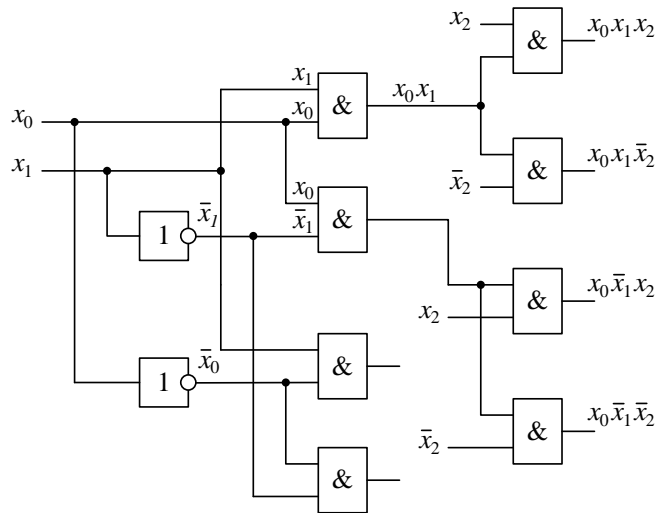 x₂ & x₀x₁x₂
x₁ x₀x₁
x₀ x₀ &
x₁ x̄₂ & x₀x₁x̄₂
x₀
1 x̄₁ x̄₁ &
x₂ & x₀x̄₁x₂
x̄₀
1 &
x̄₂ & x₀x̄₁x̄₂
&